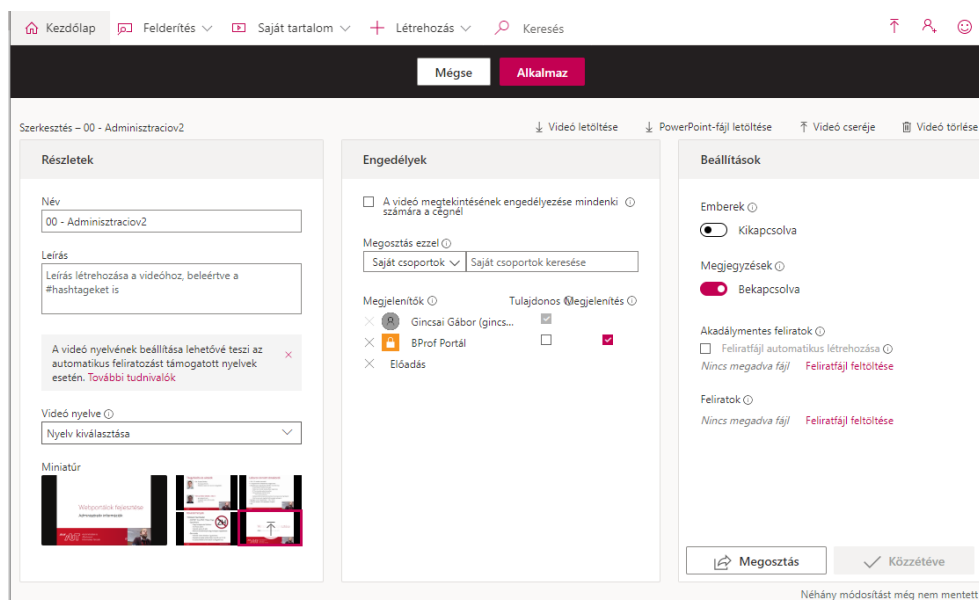 Kezdőlap Felderítés Saját tartalom Létrehozás Keresés
Mégse Alkalmaz
Szerkesztés – 00 - Adminisztraciov2
Videó letöltése PowerPoint-fájl letöltése Videó cseréje Videó törlése
Részletek
Név
00 - Adminisztraciov2
Leírás
Leírás létrehozása a videóhoz, beleértve a
#hashtageket is
A videó nyelvének beállítása lehetővé teszi az
automatikus feliratozást támogatott nyelvek
esetén. További tudnivalók
Videó nyelve
Nyelv kiválasztása
Miniatűr
Webportálok fejlesztése
Adminisztratív információk
Engedélyek
A videó megtekintésének engedélyezése mindenki
számára a cégnél
Megosztás ezzel
Saját csoportok Saját csoportok keresése
Megjelenítők Tulajdonos Megjelenítés
Gincsai Gábor (gincs...
BProf Portál
Előadás
Beállítások
Emberek
Kikapcsolva
Megjegyzések
Bekapcsolva
Akadálymentes feliratok
Feliratfájl automatikus létrehozása
Nincs megadva fájl Feliratfájl feltöltése
Feliratok
Nincs megadva fájl Feliratfájl feltöltése
Megosztás Közzétéve
Néhány módosítást még nem mentett